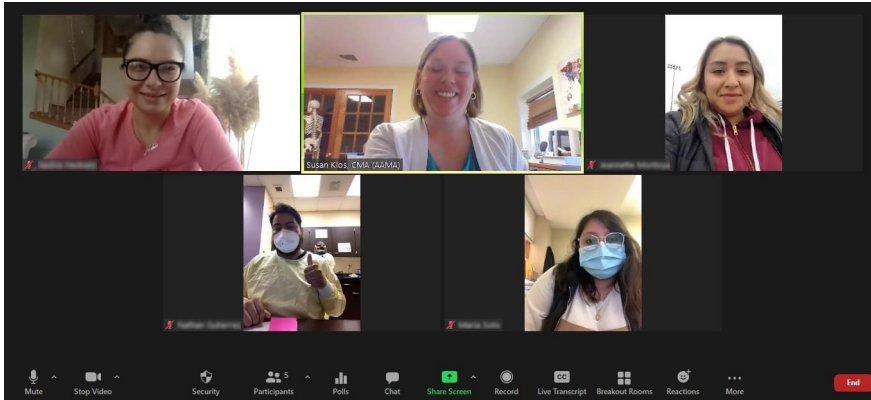 Susan Klos, CMA (AAMA)
5
Mute
Stop Video
Security
Participants
Polls
Chat
Share Screen
Record
CC
Live Transcript
Breakout Rooms
Reactions
More
End